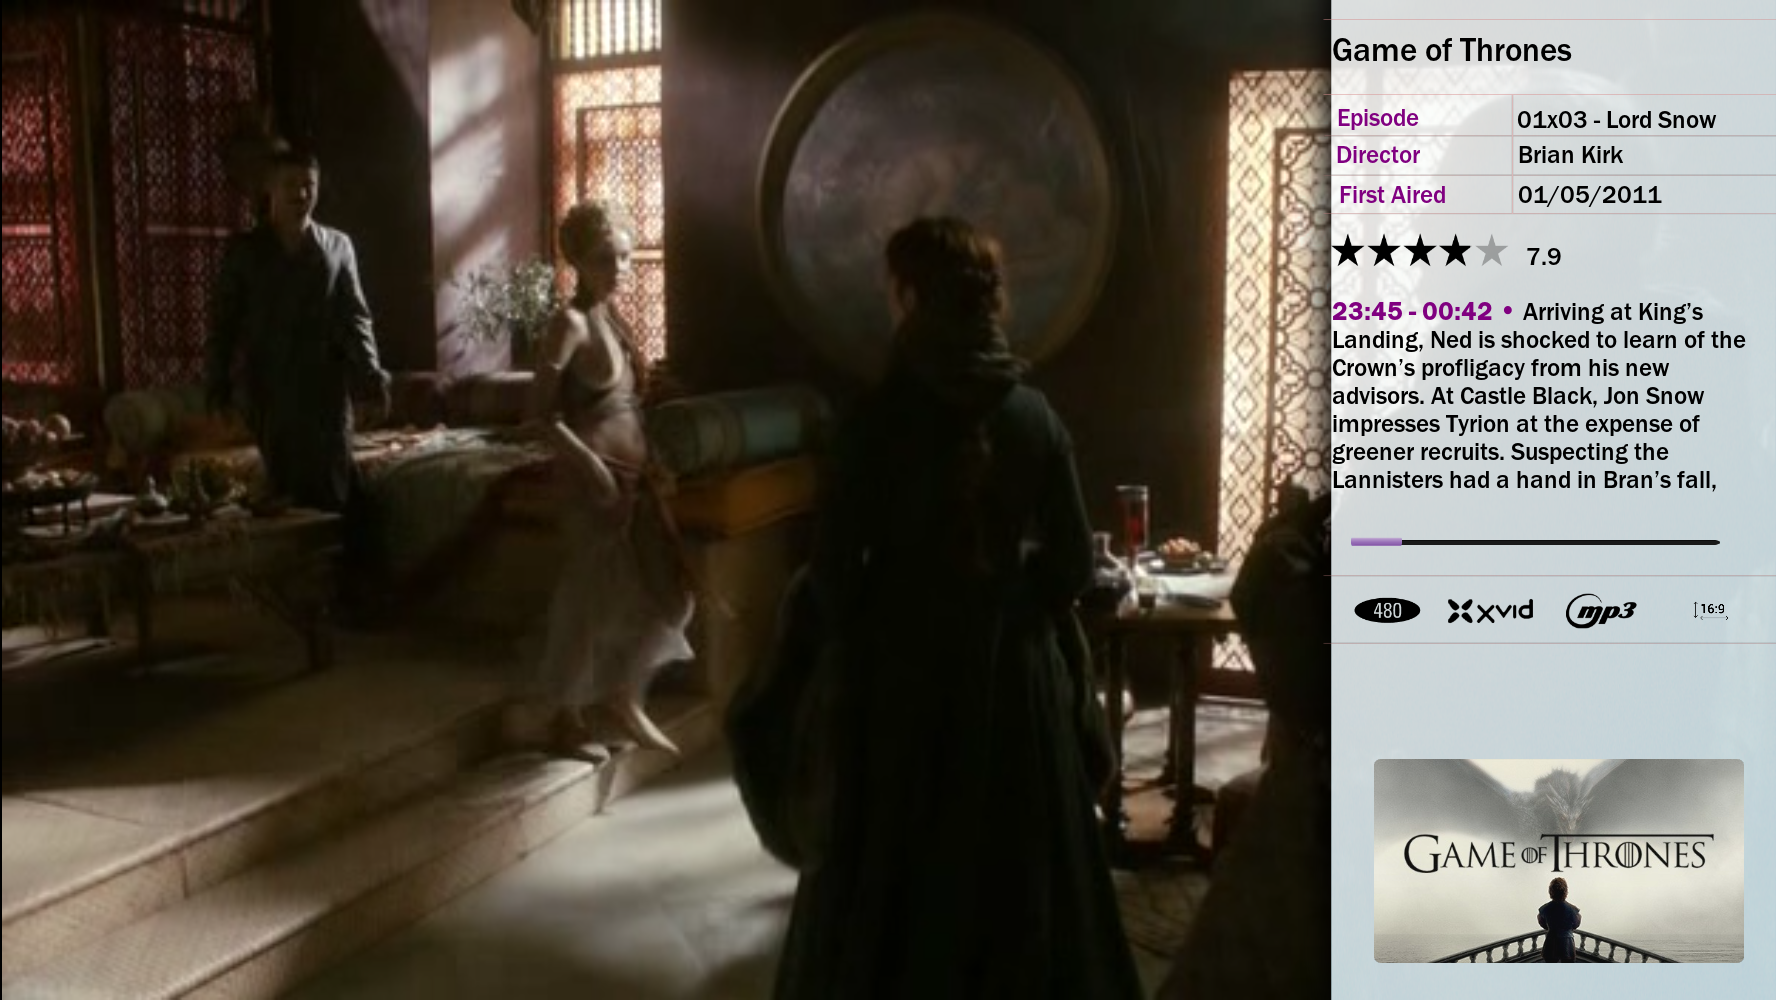 Game of Thrones
Episode 01x03 - Lord Snow
Director Brian Kirk
First Aired 01/05/2011
7.9
23:45 - 00:42 • Arriving at King’s
Landing, Ned is shocked to learn of the
Crown’s profligacy from his new
advisors. At Castle Black, Jon Snow
impresses Tyrion at the expense of
greener recruits. Suspecting the
Lannisters had a hand in Bran’s fall,
480 xvid mp3 16:9
GAME OF THRONES